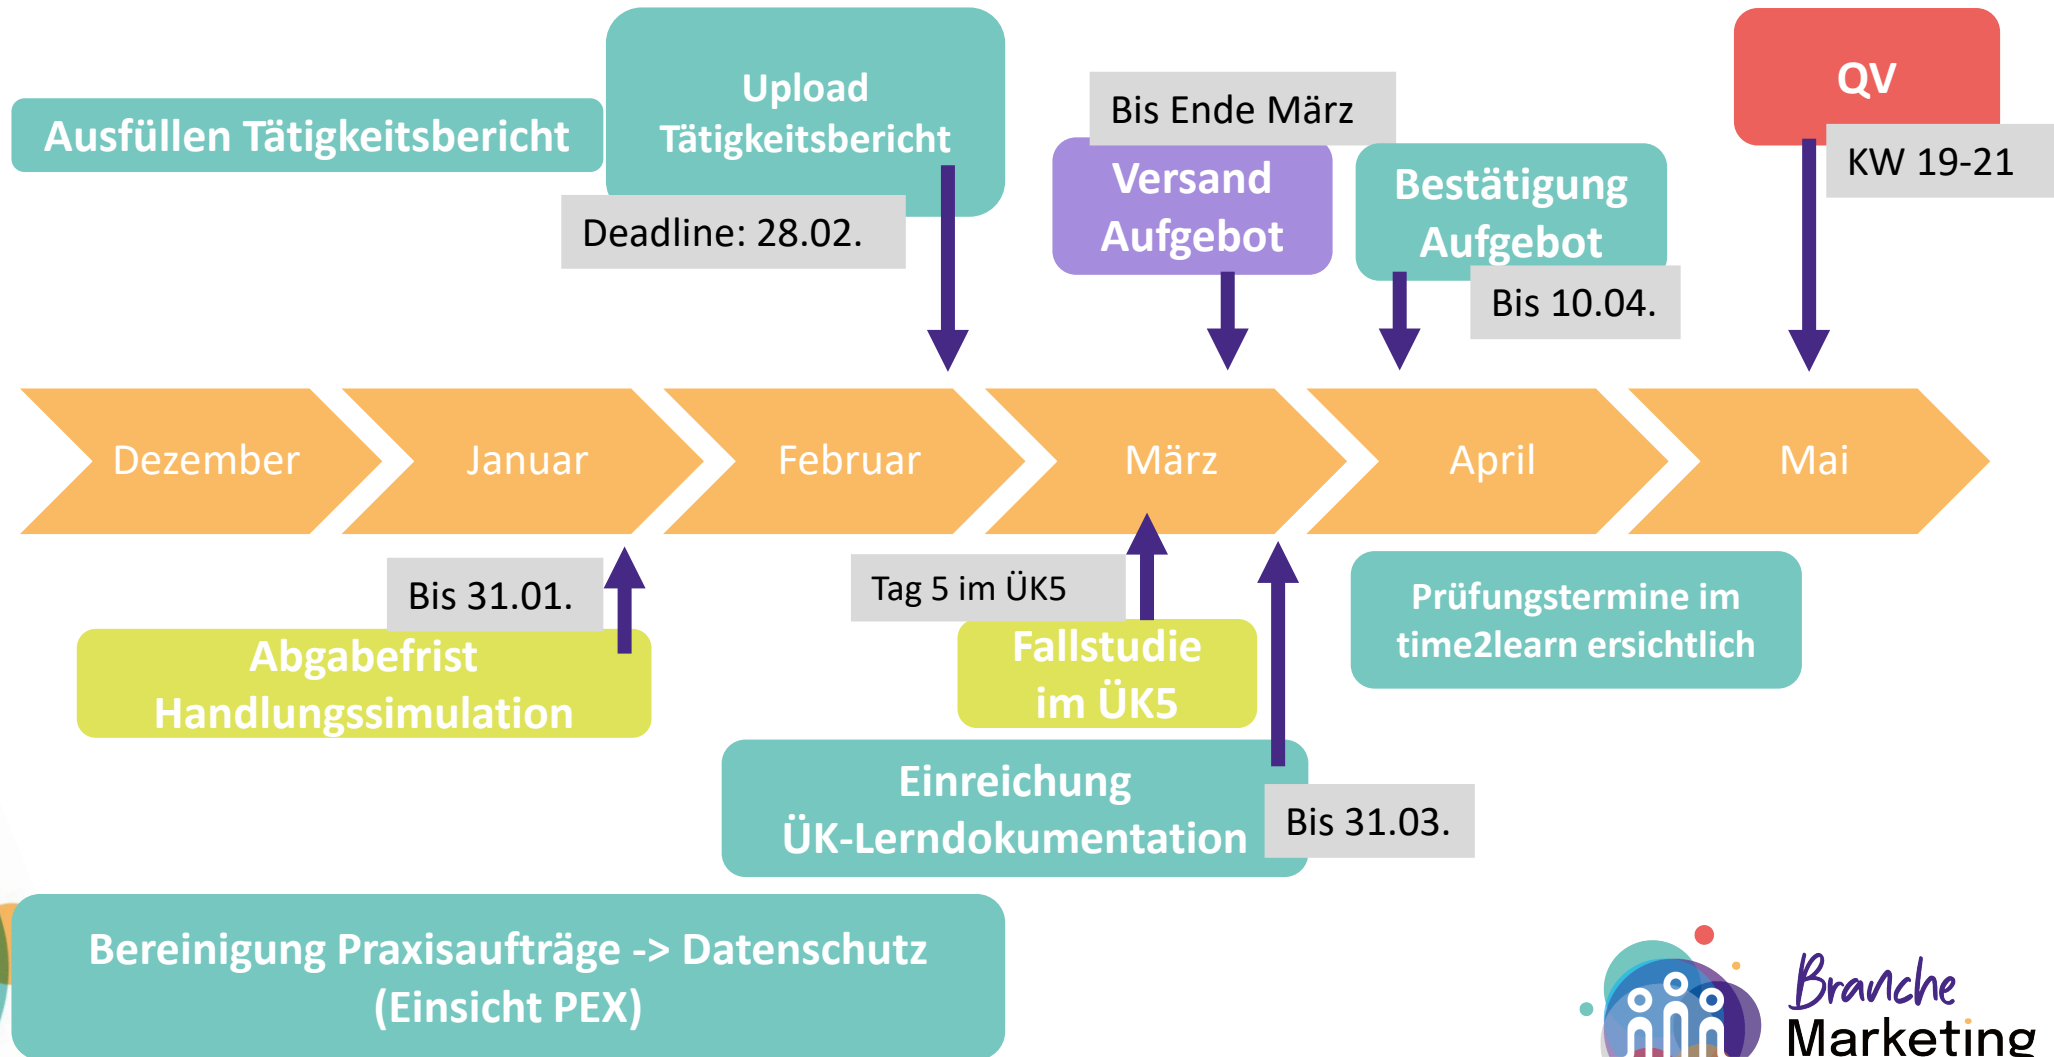 Upload
Tätigkeitsbericht
Ausfüllen Tätigkeitsbericht
Deadline: 28.02.
Bis Ende März
Versand
Aufgebot
Bestätigung
Aufgebot
Bis 10.04.
QV
KW 19-21
Dezember
Januar
Februar
März
April
Mai
Bis 31.01.
Abgabefrist
Handlungssimulation
Tag 5 im ÜK5
Fallstudie
im ÜK5
Prüfungstermine im
time2learn ersichtlich
Einreichung
ÜK-Lerndokumentation
Bis 31.03.
Bereinigung Praxisaufträge -> Datenschutz
(Einsicht PEX)
Branche
Marketing